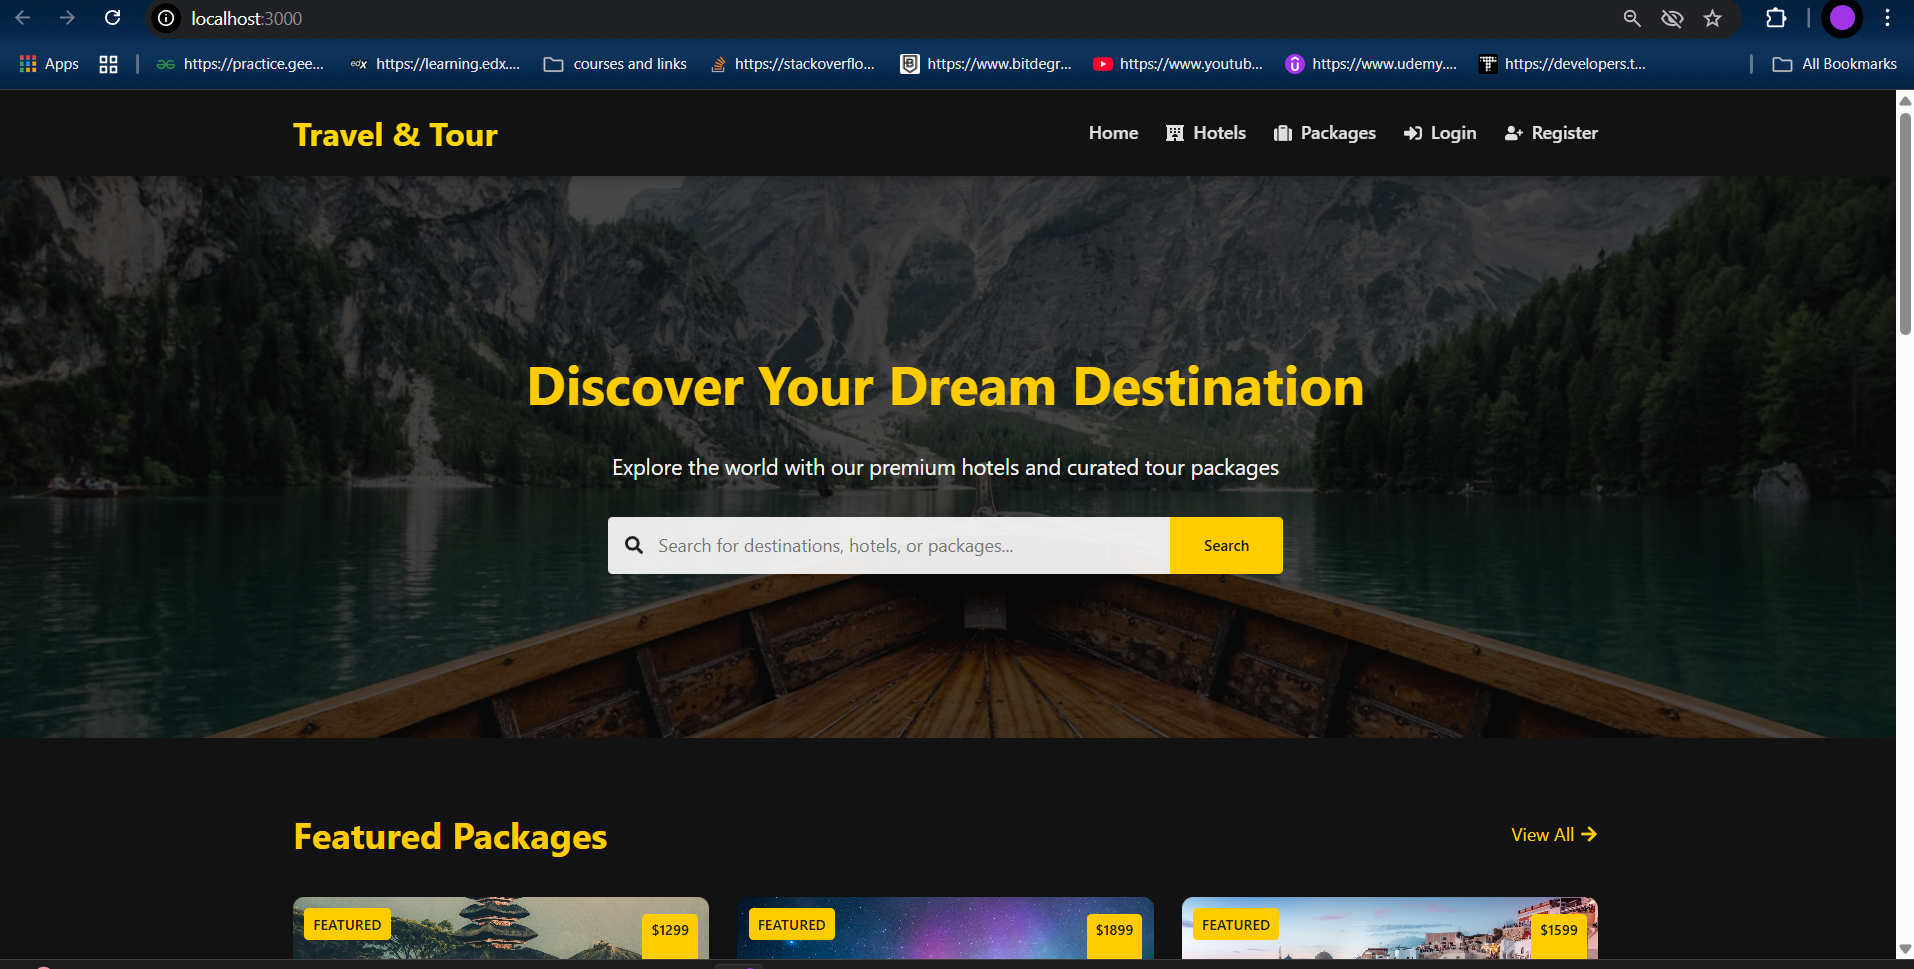 localhost:3000
Apps
https://practice.gee...
edX
https://learning.edx....
courses and links
https://stackoverflo...
https://www.bitdegr...
https://www.youtub...
https://www.udemy....
https://developers.t...
All Bookmarks
Travel & Tour
Home
Hotels
Packages
Login
Register
Discover Your Dream Destination
Explore the world with our premium hotels and curated tour packages
Search for destinations, hotels, or packages...
Search
Featured Packages
View All
FEATURED
$1299
FEATURED
$1899
FEATURED
$1599